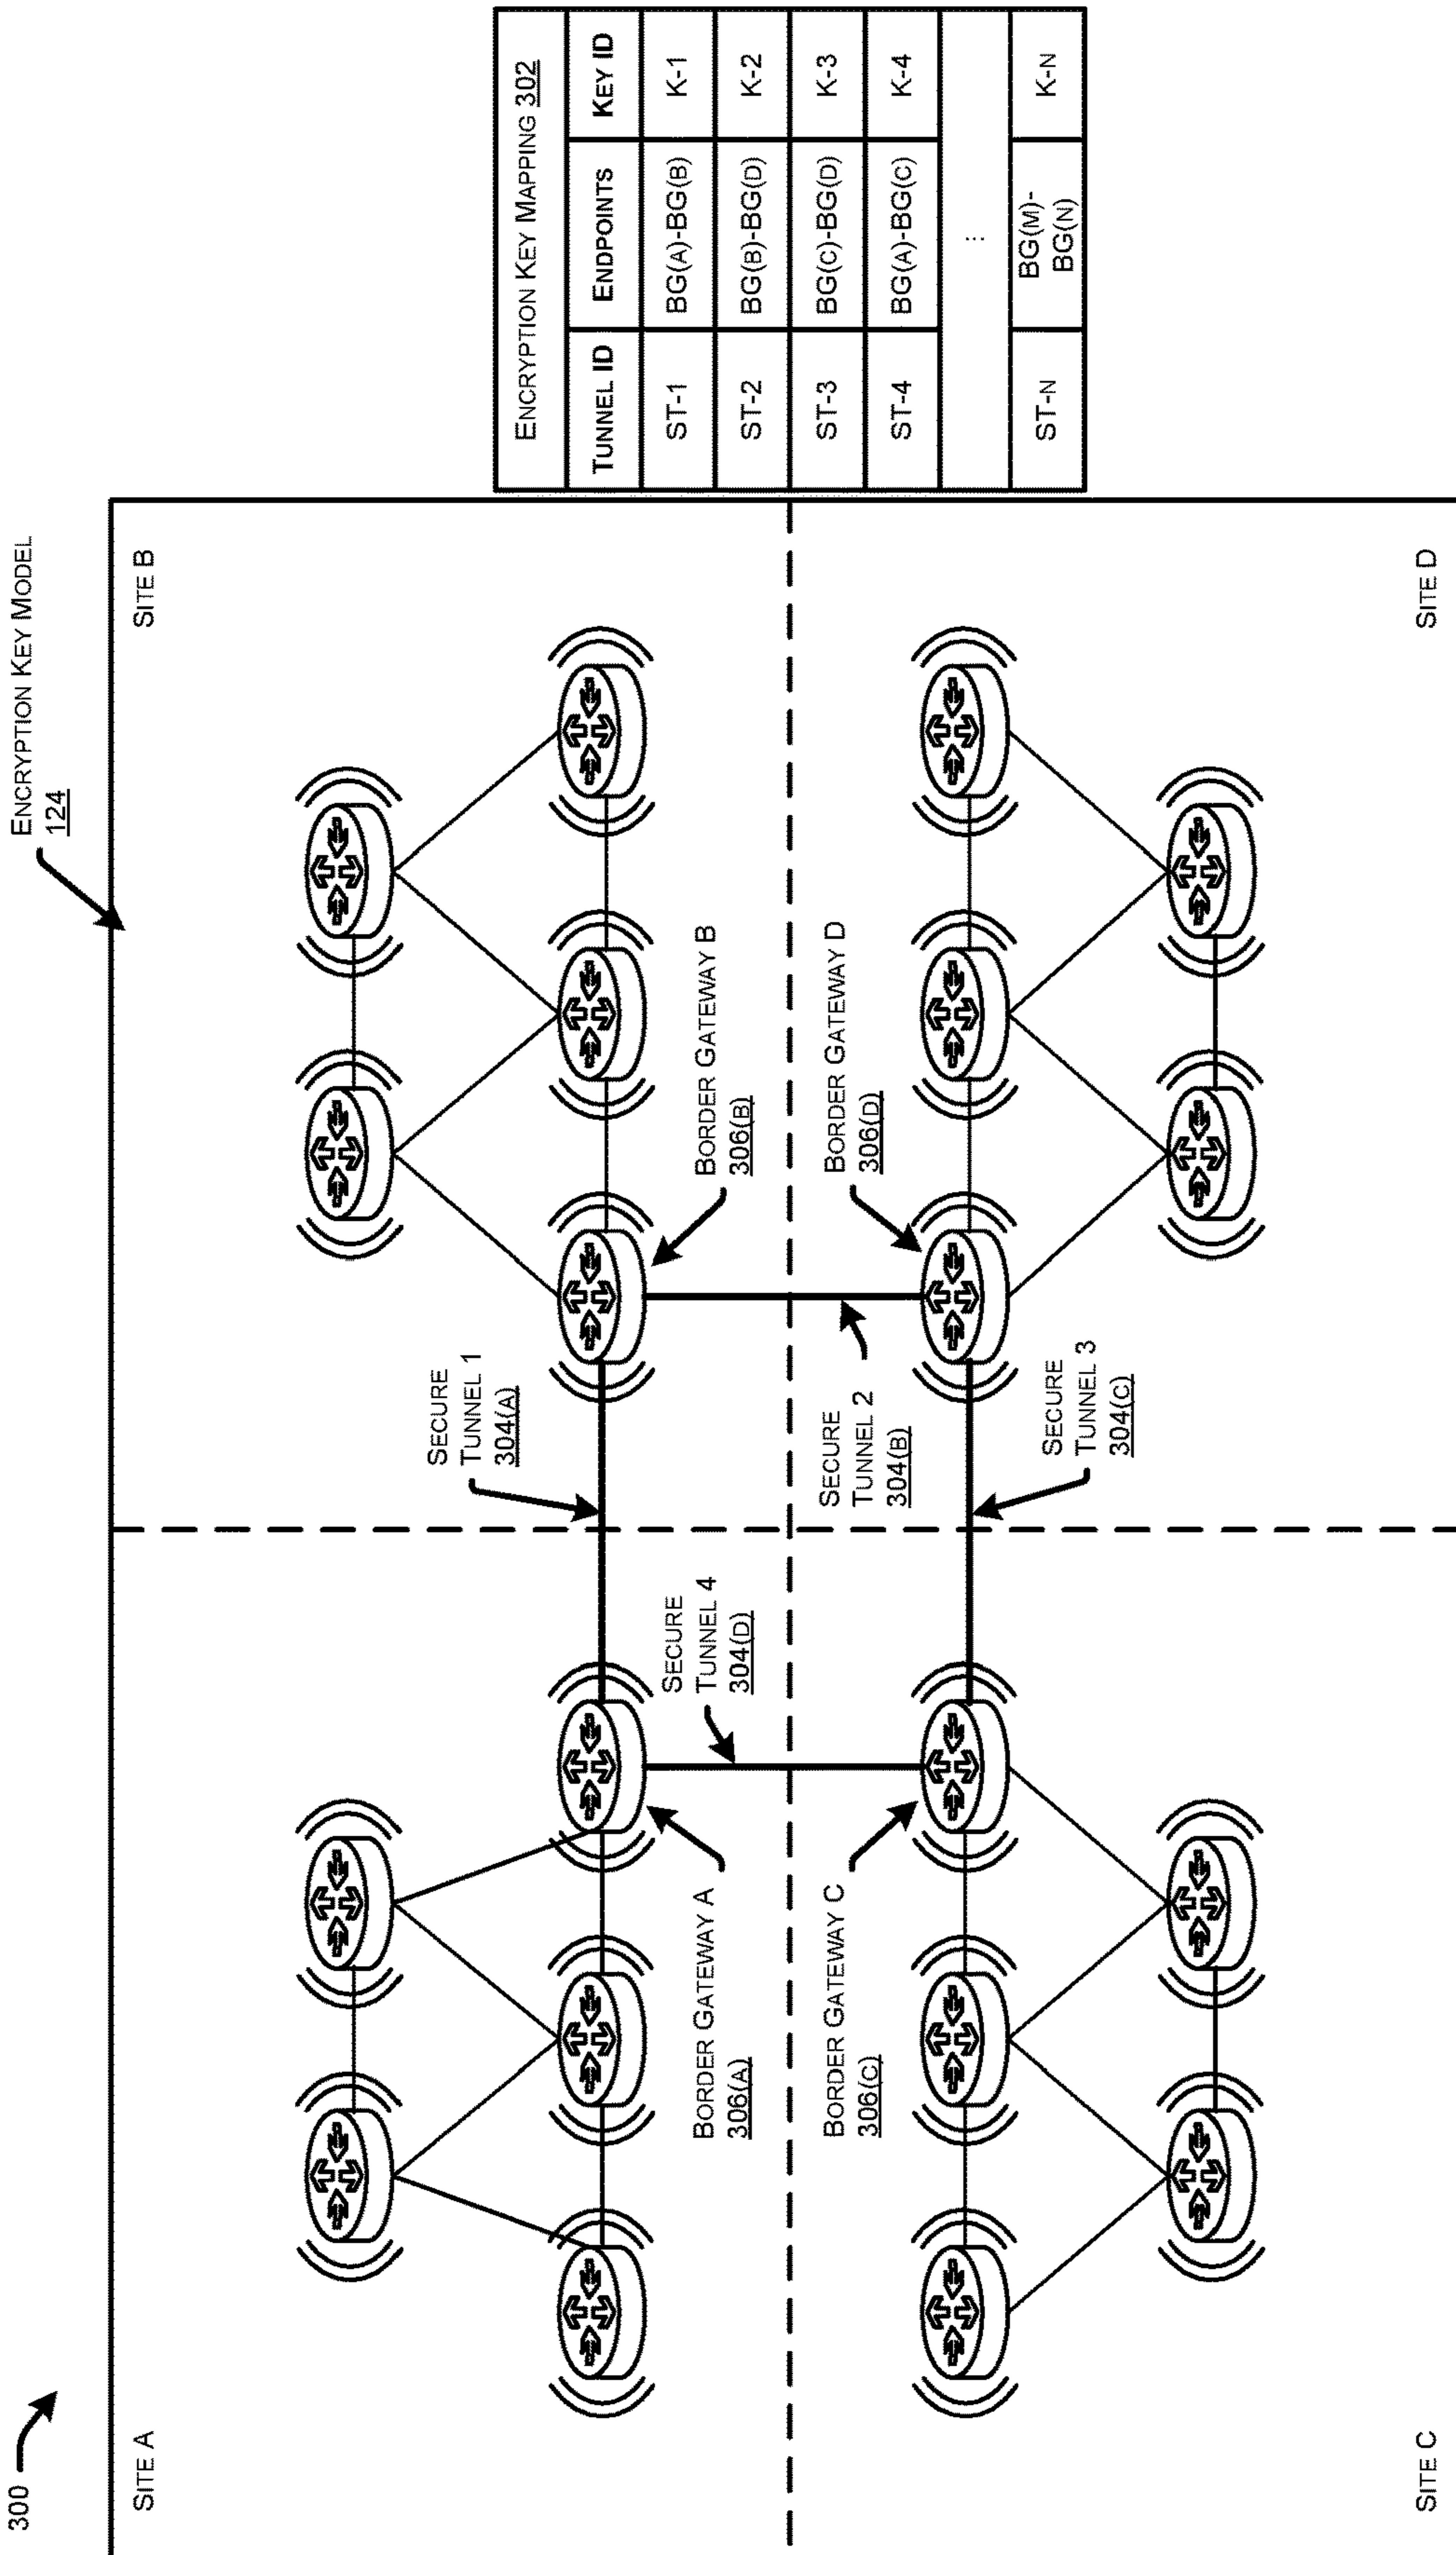 300
ENCRYPTION KEY MODEL
124
SITE A
SITE B
SECURE
TUNNEL 1
304(A)
BORDER GATEWAY A
306(A)
SECURE
TUNNEL 4
304(D)
BORDER GATEWAY B
306(B)
BORDER GATEWAY C
306(C)
SECURE
TUNNEL 2
304(B)
BORDER GATEWAY D
306(D)
SECURE
TUNNEL 3
304(C)
SITE C
SITE D
ENCRYPTION KEY MAPPING 302
TUNNEL ID ENDPOINTS KEY ID
ST-1 BG(A)-BG(B) K-1
ST-2 BG(B)-BG(D) K-2
ST-3 BG(C)-BG(D) K-3
ST-4 BG(A)-BG(C) K-4
...
ST-N BG(M)-
BG(N) K-N